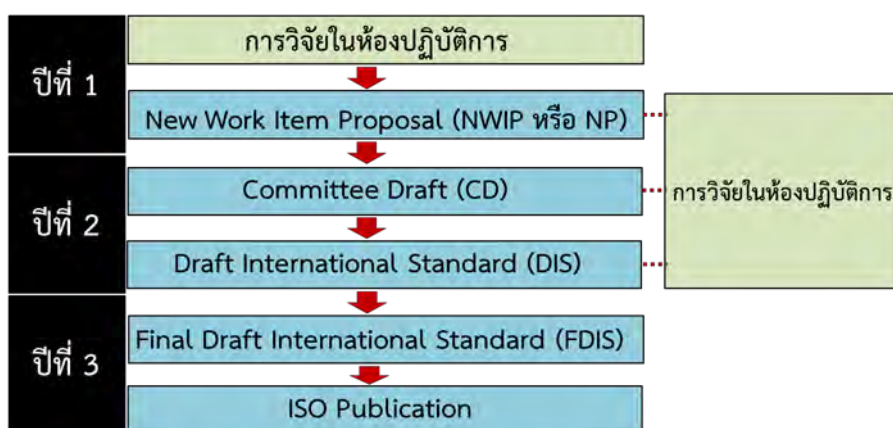 ปีที่ 1
การวิจัยในห้องปฏิบัติการ
New Work Item Proposal (NWIP หรือ NP)
ปีที่ 2
Committee Draft (CD)
Draft International Standard (DIS)
การวิจัยในห้องปฏิบัติการ
ปีที่ 3
Final Draft International Standard (FDIS)
ISO Publication